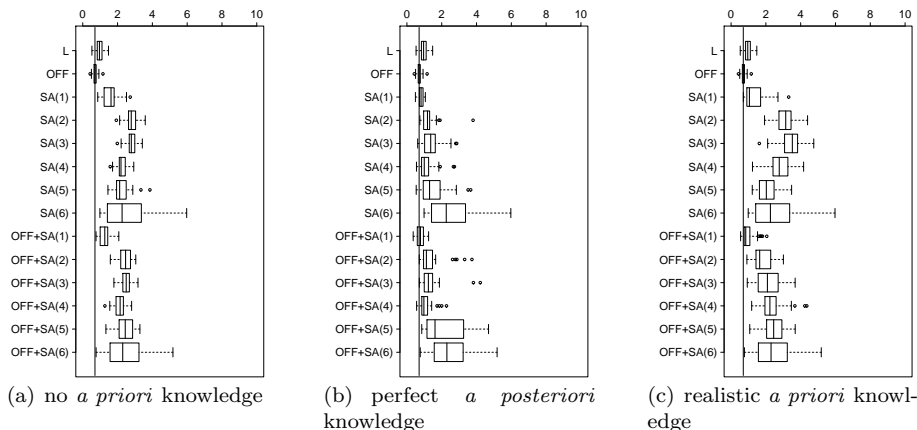 0 2 4 6 8 10
L
OFF
SA(1)
SA(2)
SA(3)
SA(4)
SA(5)
SA(6)
OFF+SA(1)
OFF+SA(2)
OFF+SA(3)
OFF+SA(4)
OFF+SA(5)
OFF+SA(6)
(a) no a priori knowledge
0 2 4 6 8 10
L
OFF
SA(1)
SA(2)
SA(3)
SA(4)
SA(5)
SA(6)
OFF+SA(1)
OFF+SA(2)
OFF+SA(3)
OFF+SA(4)
OFF+SA(5)
OFF+SA(6)
(b) perfect a posteriori
knowledge
0 2 4 6 8 10
L
OFF
SA(1)
SA(2)
SA(3)
SA(4)
SA(5)
SA(6)
OFF+SA(1)
OFF+SA(2)
OFF+SA(3)
OFF+SA(4)
OFF+SA(5)
OFF+SA(6)
(c) realistic a priori knowl-
edge